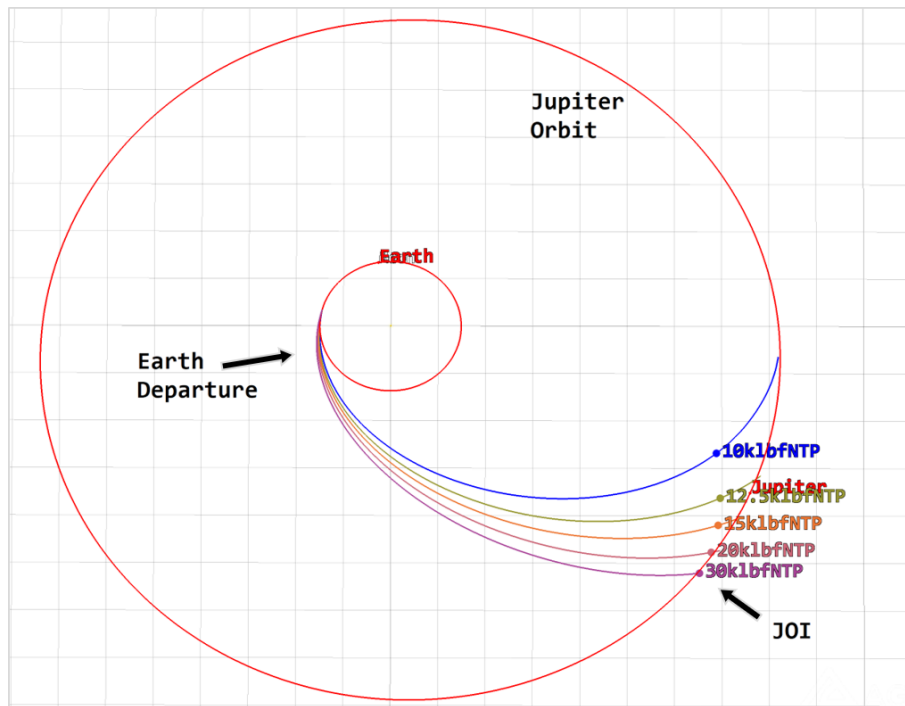 Jupiter
Orbit
Earth
Earth
Departure
10klbfNTP
Jupiter
12.5klbfNTP
15klbfNTP
20klbfNTP
30klbfNTP
JOI